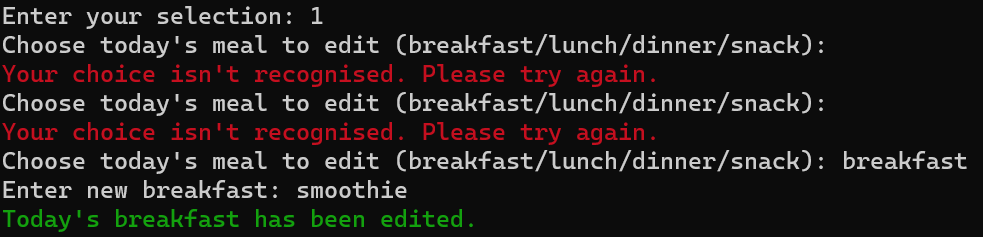 Enter your selection: 1
Choose today's meal to edit (breakfast/lunch/dinner/snack):
Your choice isn't recognised. Please try again.
Choose today's meal to edit (breakfast/lunch/dinner/snack):
Your choice isn't recognised. Please try again.
Choose today's meal to edit (breakfast/lunch/dinner/snack): breakfast
Enter new breakfast: smoothie
Today's breakfast has been edited.